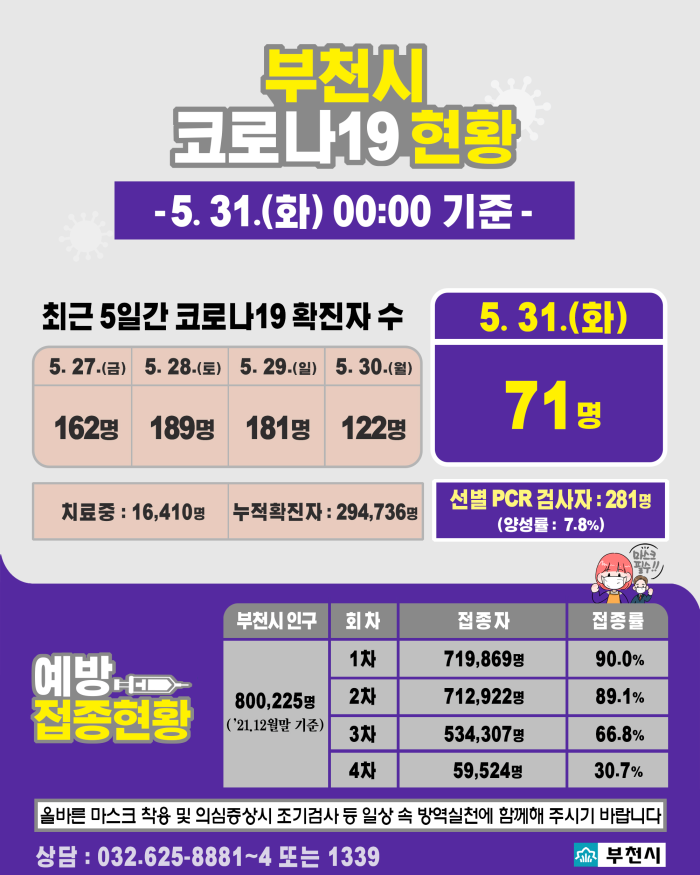 부천시
코로나19 현황
- 5. 31.(화) 00:00 기준 -
최근 5일간 코로나19 확진자 수
5. 27.(금) 5. 28.(토) 5. 29.(일) 5. 30.(월)
162명 189명 181명 122명
5. 31.(화)
71명
치료중 : 16,410명 누적확진자 : 294,736명
선별 PCR 검사자 : 281명
(양성률 : 7.8%)
마스크
필수!!
예방
접종현황
부천시 인구 회차 접종자 접종률
800,225명
('21.12월말 기준)
1차 719,869명 90.0%
2차 712,922명 89.1%
3차 534,307명 66.8%
4차 59,524명 30.7%
올바른 마스크 착용 및 의심증상시 조기검사 등 일상 속 방역실천에 함께해 주시기 바랍니다
상담 : 032.625-8881~4 또는 1339
부천시